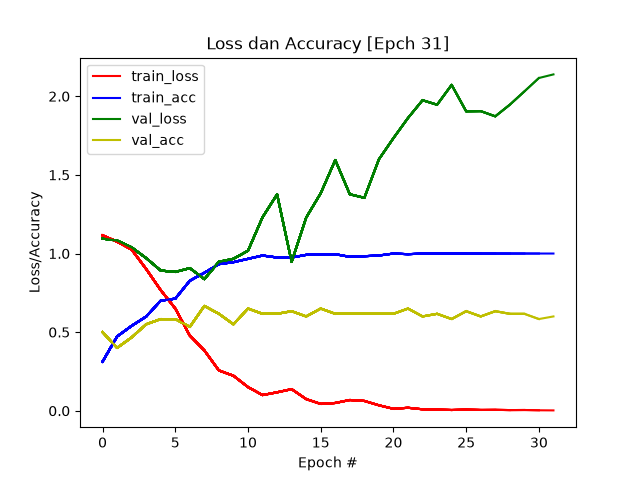 Loss dan Accuracy [Epch 31]
train_loss
train_acc
val_loss
val_acc
Loss/Accuracy
2.0
1.5
1.0
0.5
0.0
0 5 10 15 20 25 30
Epoch #